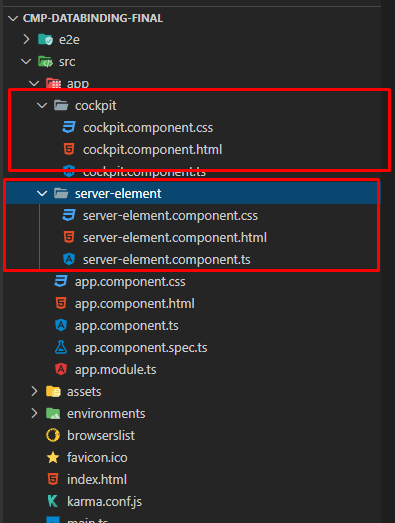 CMP-DATABINDING-FINAL
e2e
src
app
cockpit
cockpit.component.css
cockpit.component.html
cockpit.component.ts
server-element
server-element.component.css
server-element.component.html
server-element.component.ts
app.component.css
app.component.html
app.component.ts
app.component.spec.ts
app.module.ts
assets
environments
browserslist
favicon.ico
index.html
karma.conf.js
main.ts